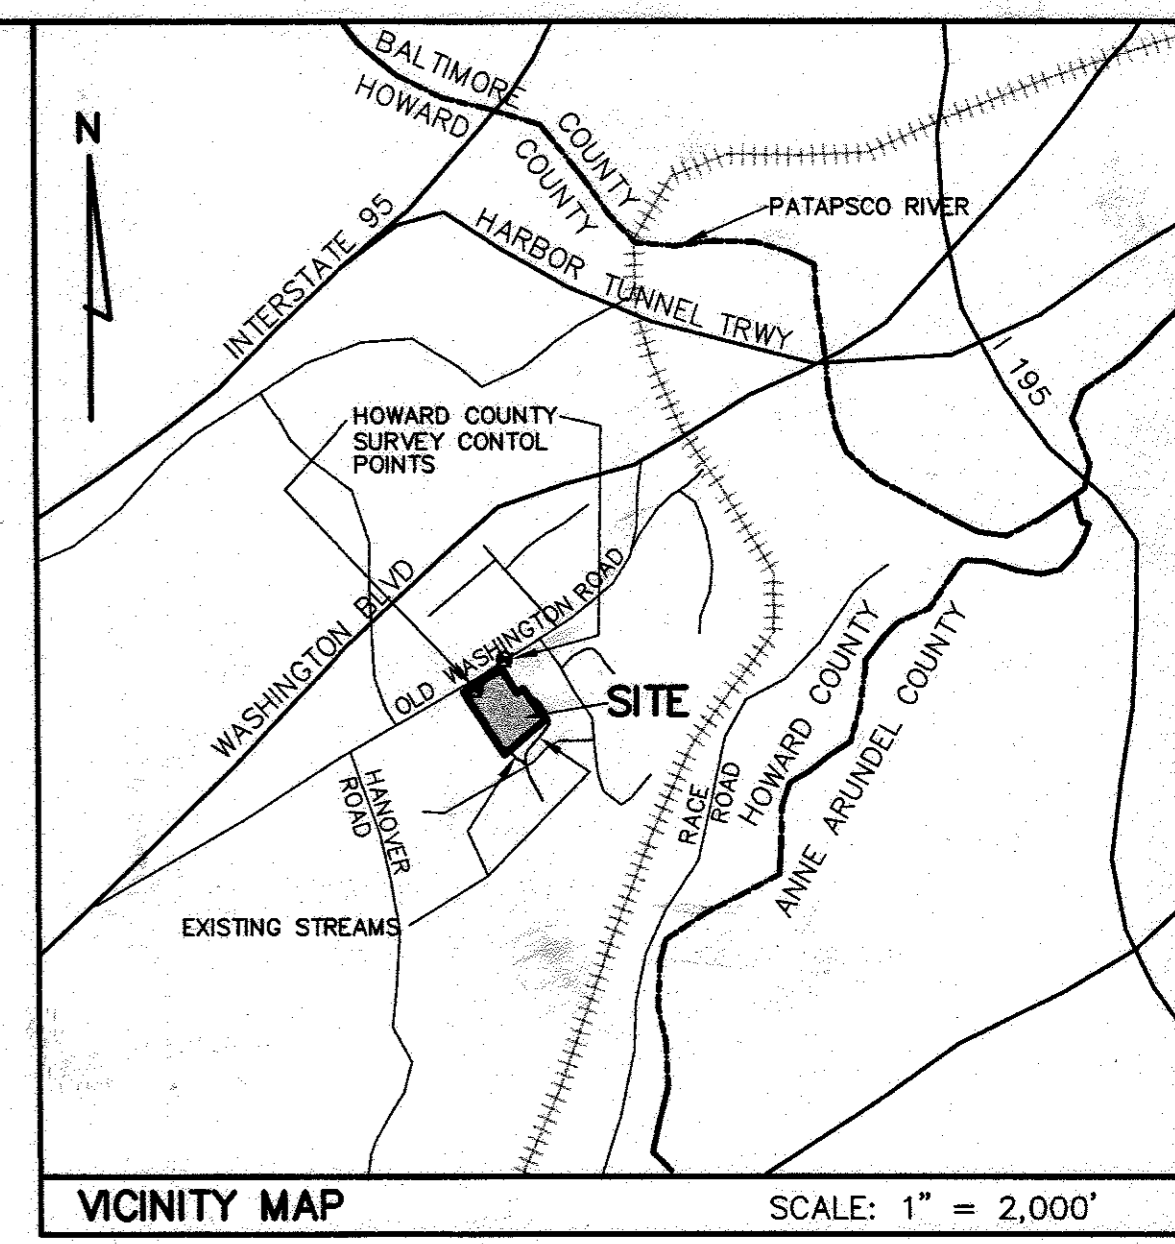 BALTIMORE COUNTY
HOWARD COUNTY
N
PATAPSCO RIVER
INTERSTATE 95
HARBOR TUNNEL TRWY
I 195
HOWARD COUNTY
SURVEY CONTOL
POINTS
WASHINGTON BLVD
OLD WASHINGTON ROAD
SITE
HANOVER
ROAD
RACE
ROAD
HOWARD COUNTY
ANNE ARUNDEL COUNTY
EXISTING STREAMS
VICINITY MAP
SCALE: 1" = 2,000'